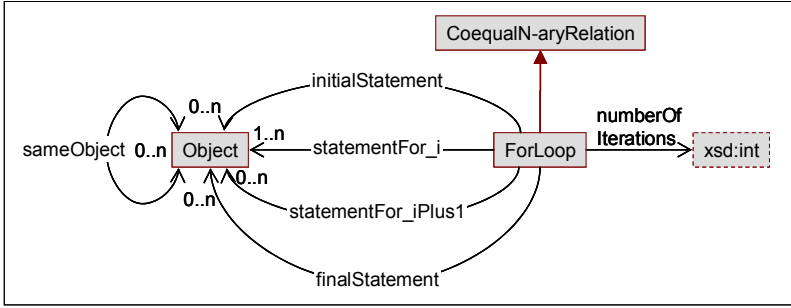 CoequalN-aryRelation
initialStatement
0..n
numberOf
Iterations
1..n
sameObject
0..n
Object
statementFor_i
ForLoop
xsd:int
0..n
0..n
statementFor_iPlus1
finalStatement